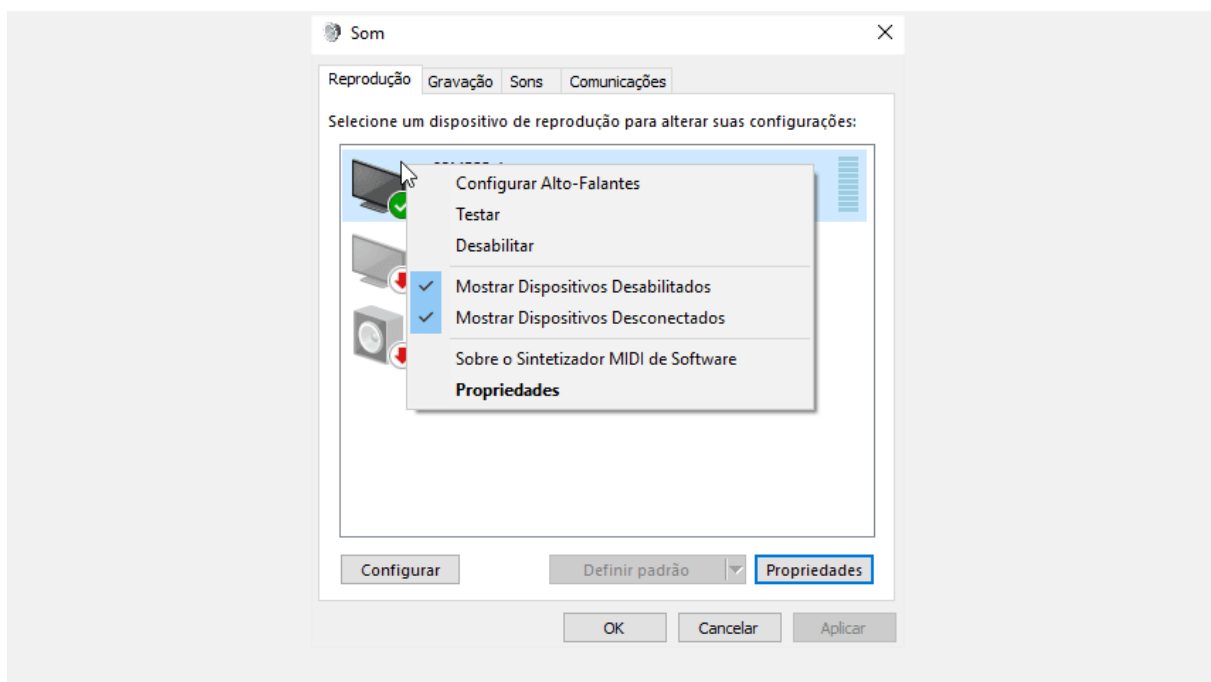 Som
Reprodução Gravação Sons Comunicações
Selecione um dispositivo de reprodução para alterar suas configurações:
Configurar Alto-Falantes
Testar
Desabilitar
Mostrar Dispositivos Desabilitados
Mostrar Dispositivos Desconectados
Sobre o Sintetizador MIDI de Software
Propriedades
Configurar Definir padrão Propriedades
OK Cancelar Aplicar